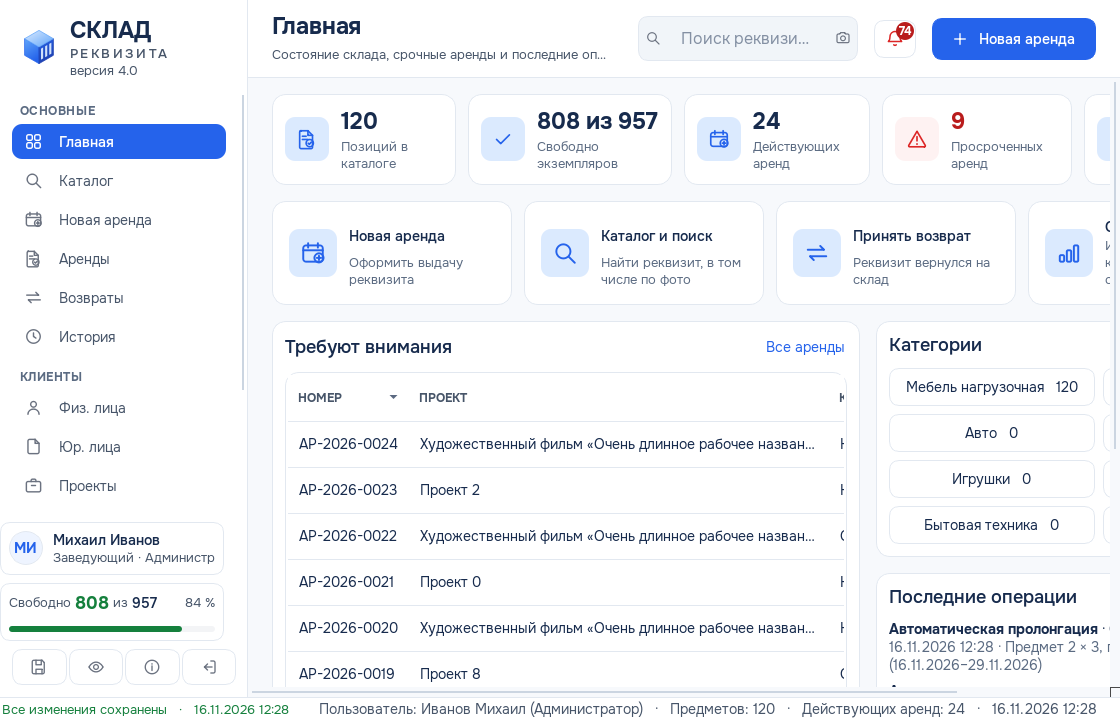 СКЛАД
РЕКВИЗИТА
версия 4.0
ОСНОВНЫЕ
Главная
Каталог
Новая аренда
Аренды
Возвраты
История
КЛИЕНТЫ
Физ. лица
Юр. лица
Проекты
МИ
Михаил Иванов
Заведующий · Администр
Свободно 808 из 957 84 %
Главная
Состояние склада, срочные аренды и последние оп…
Поиск реквизи…
74
Новая аренда
120
Позиций в
каталоге
808 из 957
Свободно
экземпляров
24
Действующих
аренд
9
Просроченных
аренд
Новая аренда
Оформить выдачу
реквизита
Каталог и поиск
Найти реквизит, в том
числе по фото
Принять возврат
Реквизит вернулся на
склад
Требуют внимания
Все аренды
НОМЕР ПРОЕКТ
АР-2026-0024 Художественный фильм «Очень длинное рабочее назван…
АР-2026-0023 Проект 2
АР-2026-0022 Художественный фильм «Очень длинное рабочее назван…
АР-2026-0021 Проект 0
АР-2026-0020 Художественный фильм «Очень длинное рабочее назван…
АР-2026-0019 Проект 8
Категории
Мебель нагрузочная 120
Авто 0
Игрушки 0
Бытовая техника 0
Последние операции
Автоматическая пролонгация ·
16.11.2026 12:28 · Предмет 2 × 3,
(16.11.2026–29.11.2026)
Все изменения сохранены · 16.11.2026 12:28
Пользователь: Иванов Михаил (Администратор) · Предметов: 120 · Действующих аренд: 24 · 16.11.2026 12:28